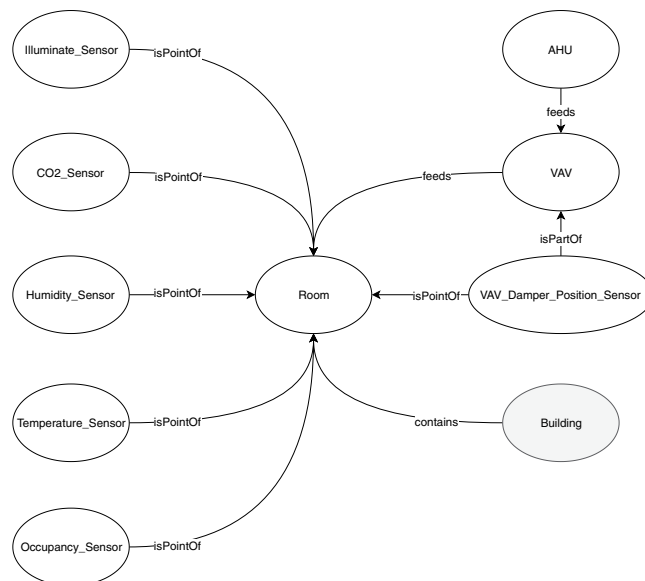 Illuminate_Sensor
isPointOf
AHU
feeds
CO2_Sensor
isPointOf
feeds
VAV
isPartOf
Humidity_Sensor
isPointOf
Room
isPointOf
VAV_Damper_Position_Sensor
Temperature_Sensor
isPointOf
contains
Building
Occupancy_Sensor
isPointOf